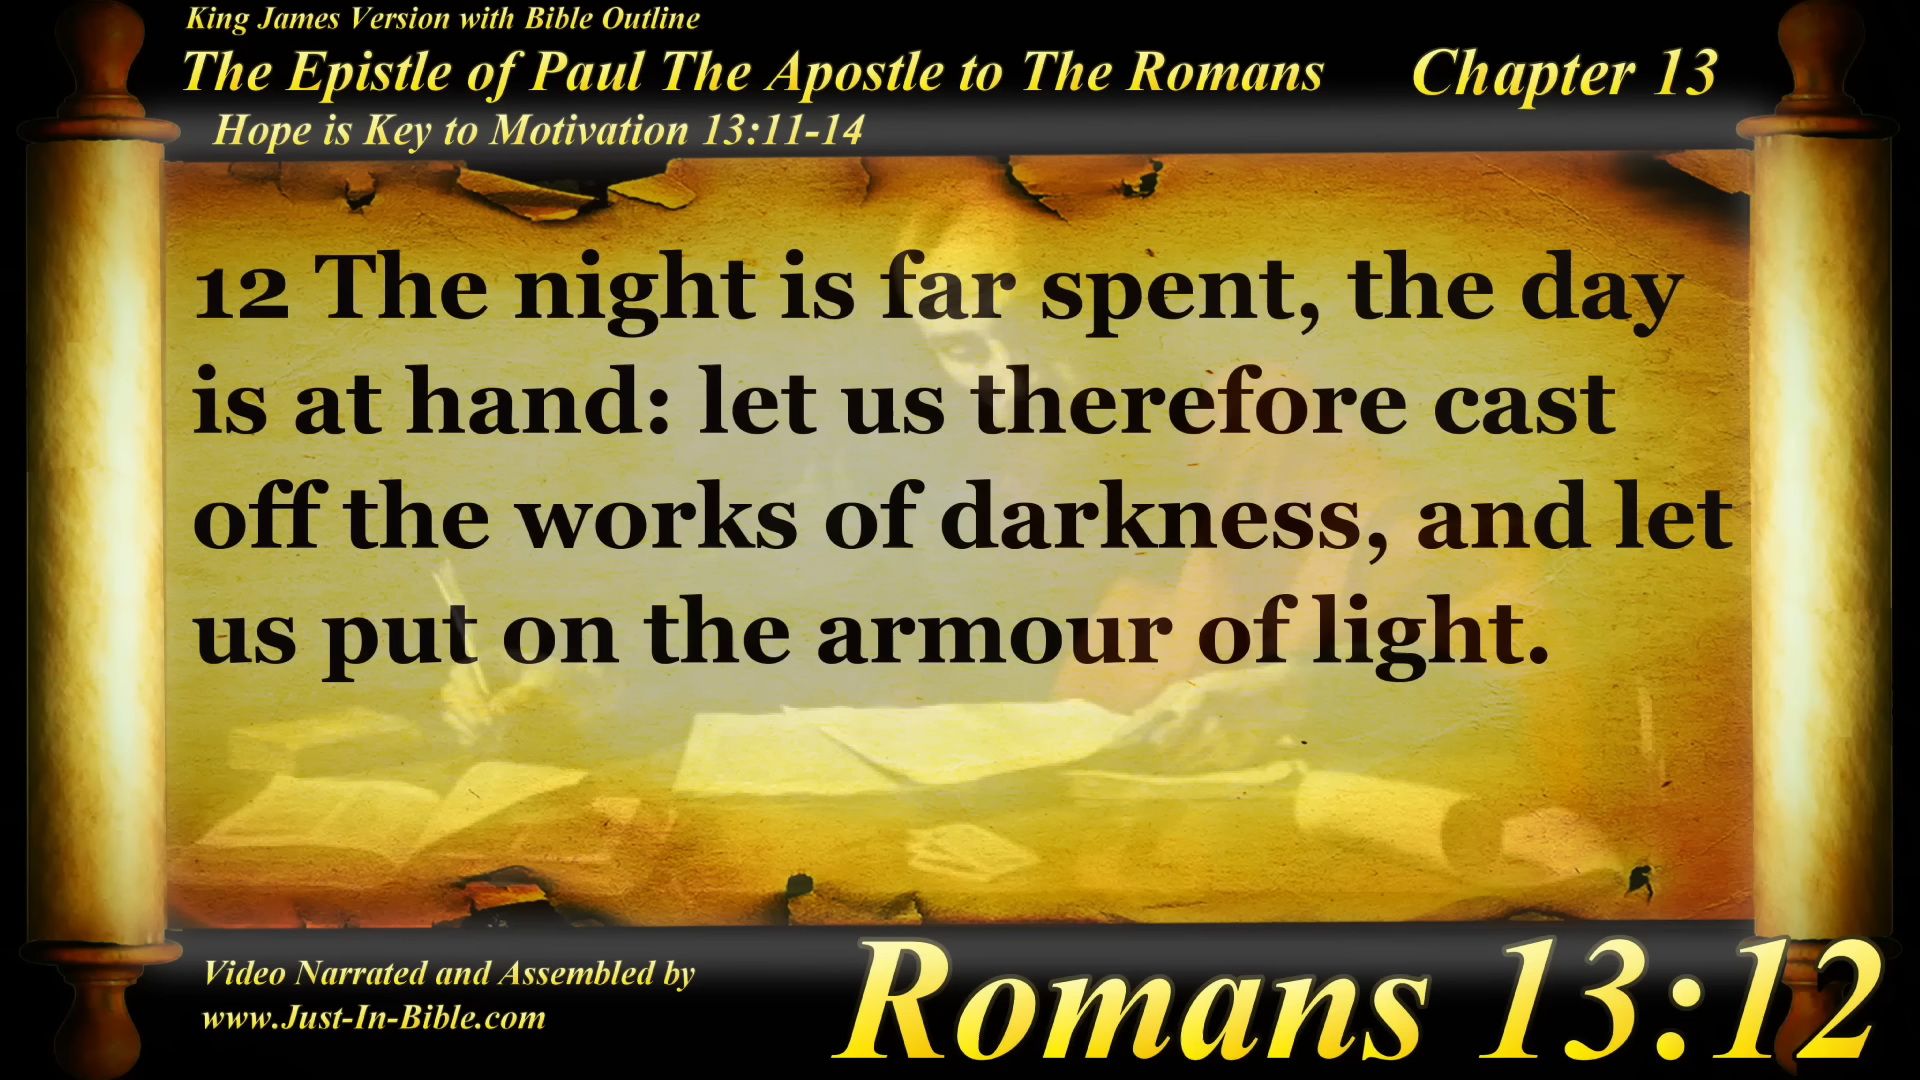 King James Version with Bible Outline
The Epistle of Paul The Apostle to The Romans Chapter 13
Hope is Key to Motivation 13:11-14
12 The night is far spent, the day
is at hand: let us therefore cast
off the works of darkness, and let
us put on the armour of light.
Video Narrated and Assembled by
www.Just-In-Bible.com
Romans 13:12